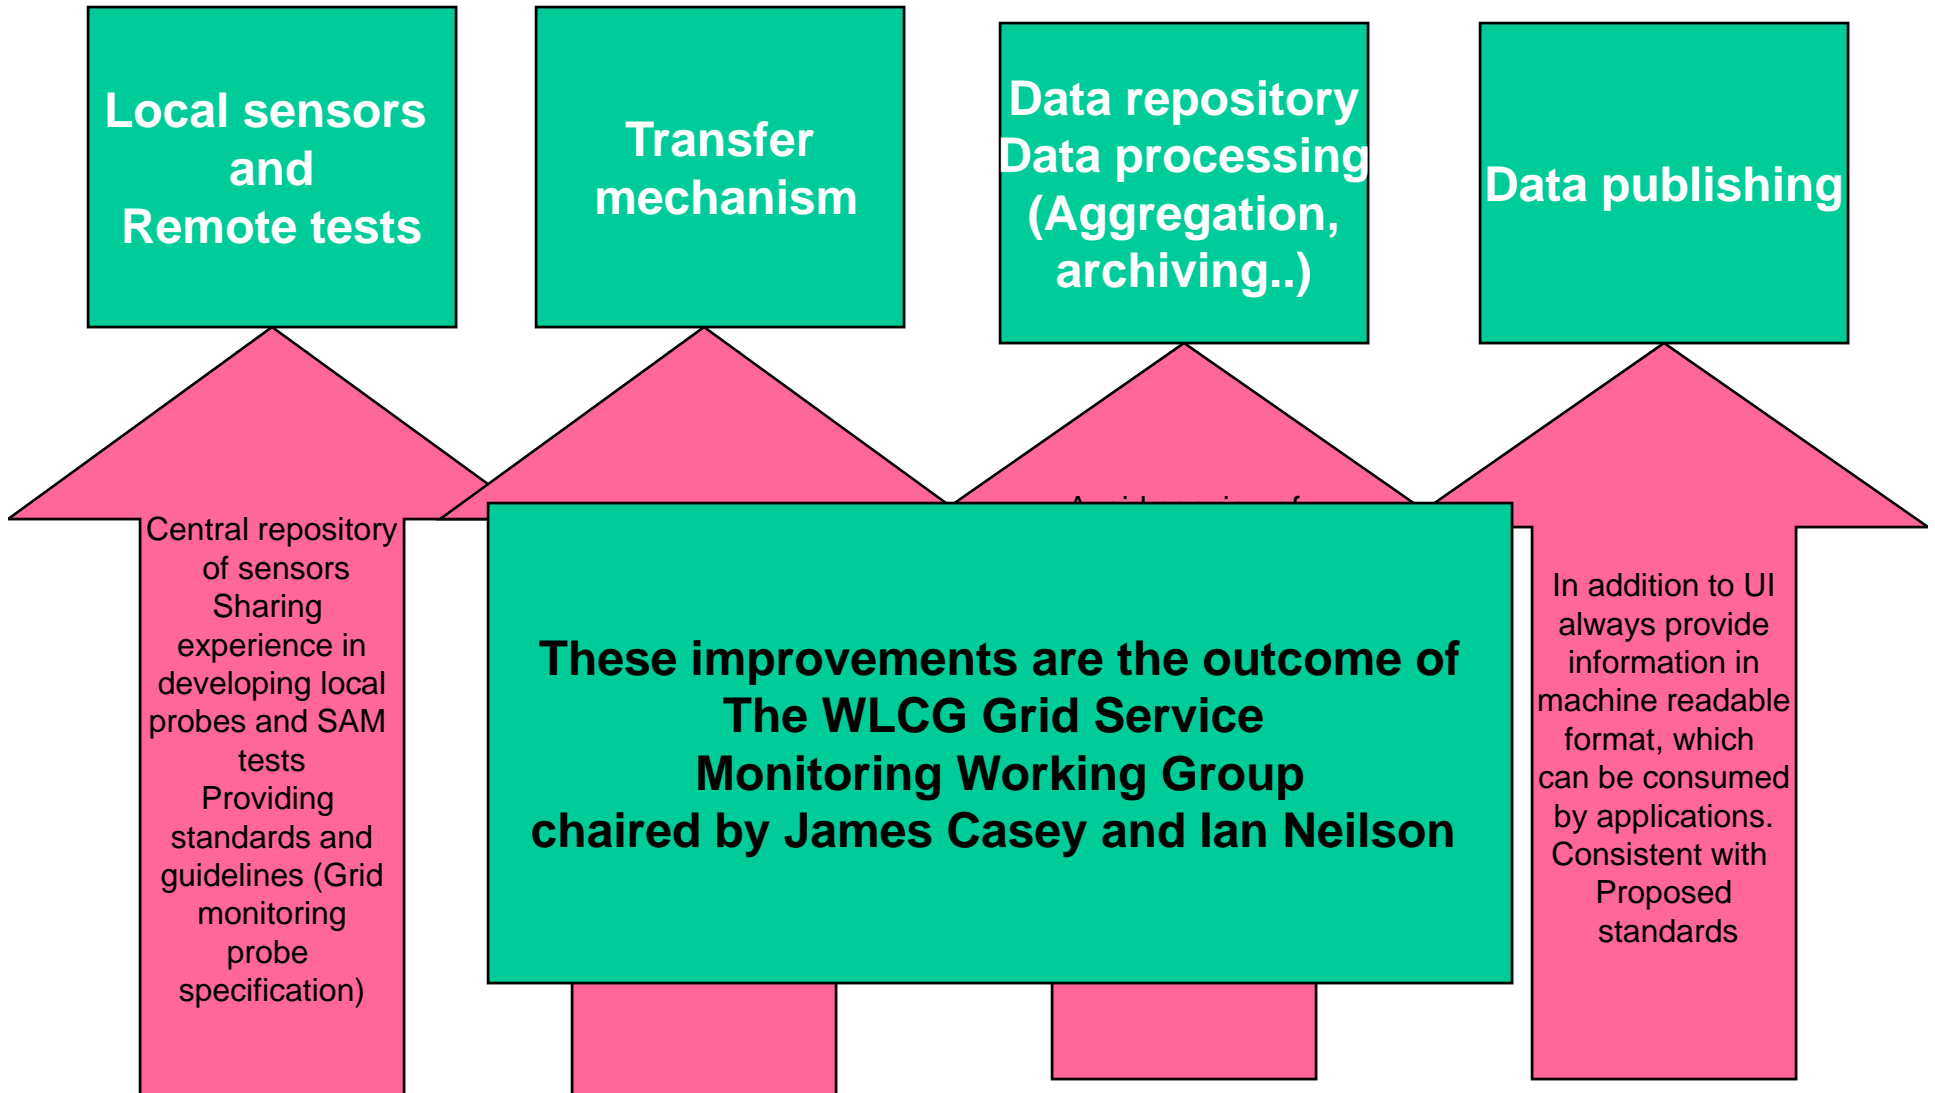 Local sensors
and
Remote tests
Transfer
mechanism
Data repository
Data processing
(Aggregation,
archiving..)
Data publishing
Central repository
of sensors
Sharing
experience in
developing local
probes and SAM
tests
Providing
standards and
guidelines (Grid
monitoring
probe
specification)
These improvements are the outcome of
The WLCG Grid Service
Monitoring Working Group
chaired by James Casey and Ian Neilson
In addition to UI
always provide
information in
machine readable
format, which
can be consumed
by applications.
Consistent with
Proposed
standards